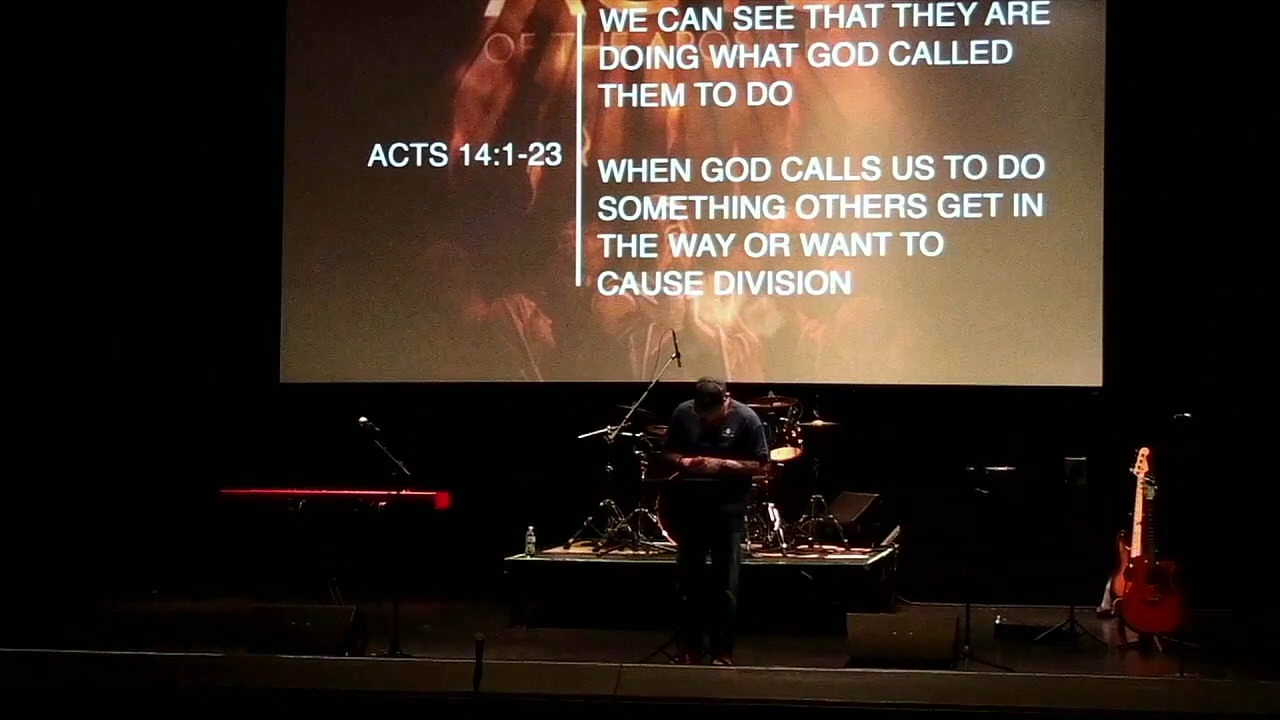 WE CAN SEE THAT THEY ARE
DOING WHAT GOD CALLED
THEM TO DO
ACTS 14:1-23
WHEN GOD CALLS US TO DO
SOMETHING OTHERS GET IN
THE WAY OR WANT TO
CAUSE DIVISION